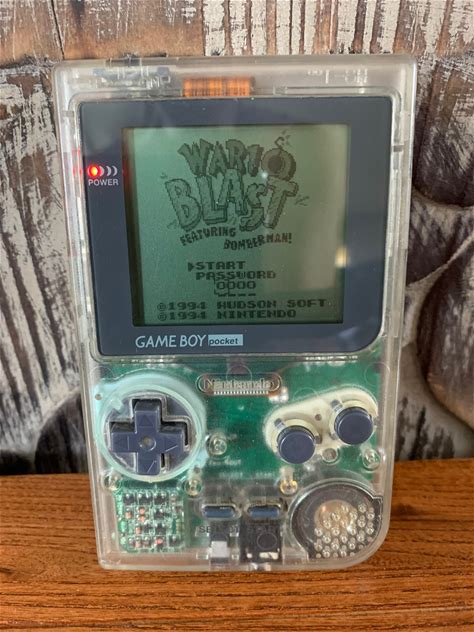 POWER
WARIO
BLAST
FEATURING BOMBERMAN!
START
PASSWORD
0000
©1994 HUDSON SOFT
©1994 NINTENDO
GAME BOY pocket
Nintendo